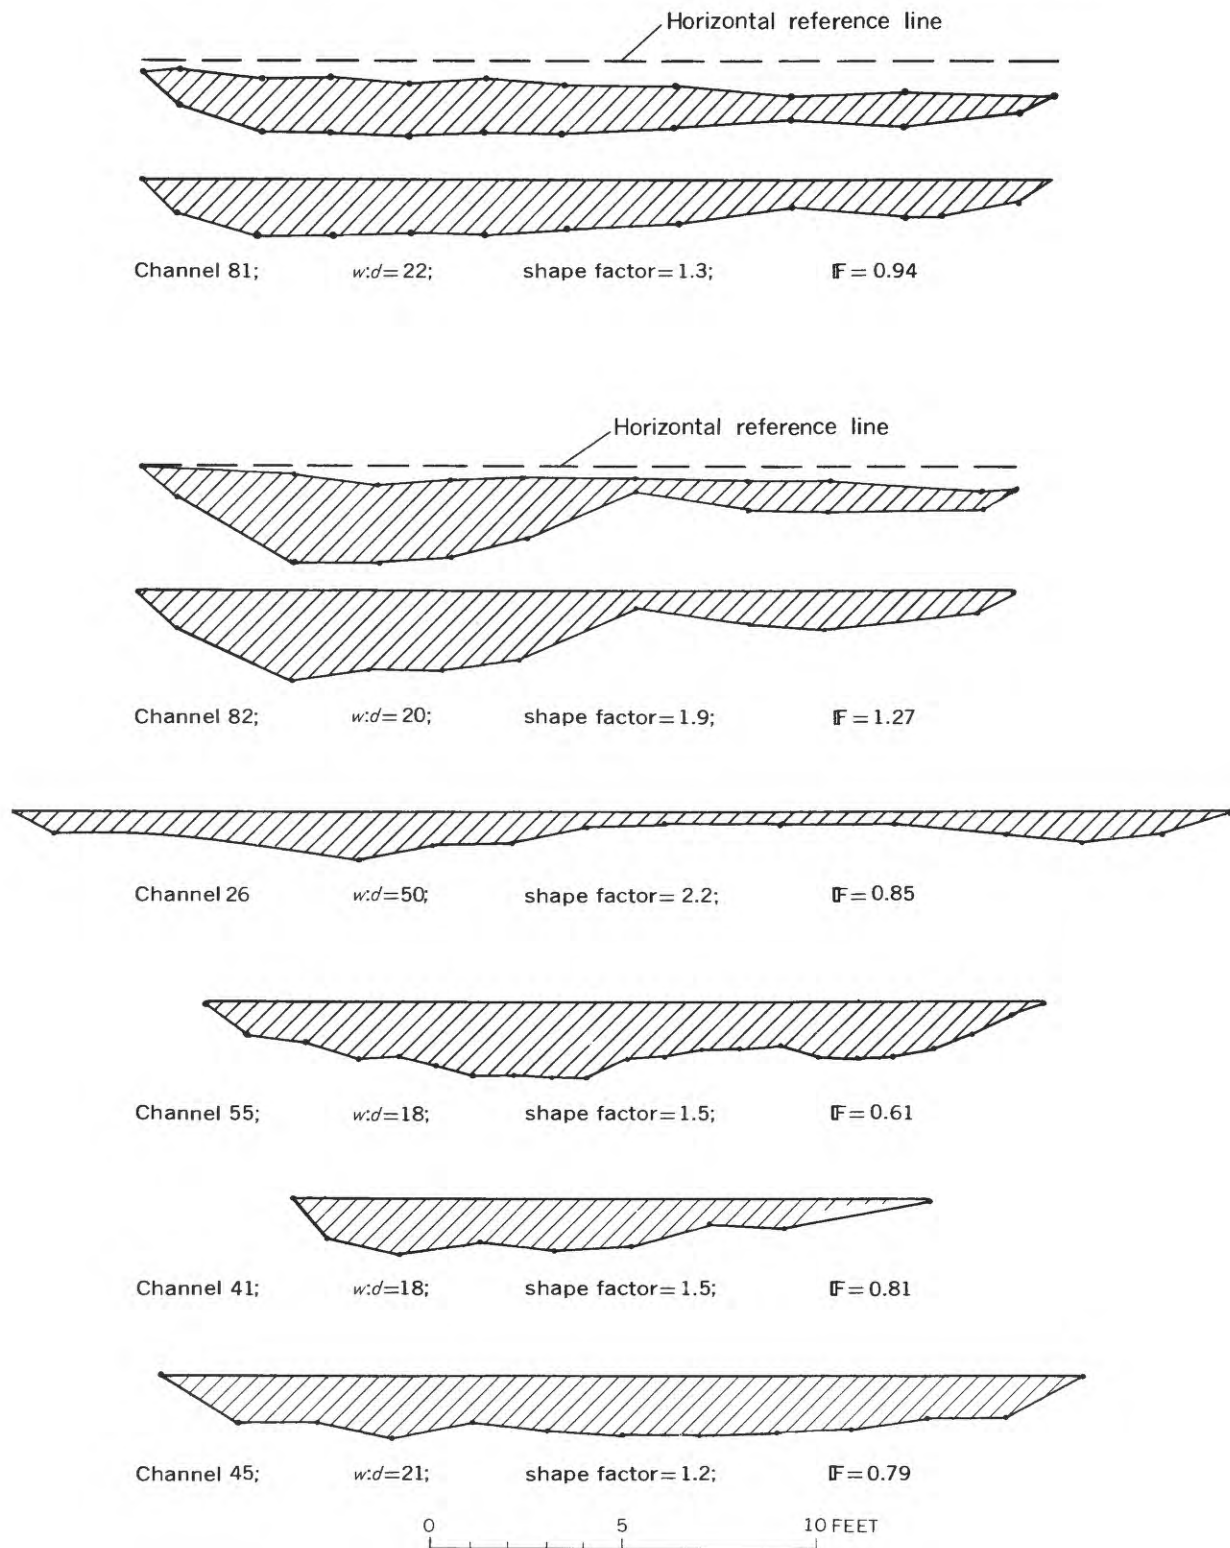 Horizontal reference line
Channel 81; w:d=22; shape factor=1.3; F=0.94
Horizontal reference line
Channel 82; w:d=20; shape factor=1.9; F=1.27
Channel 26 w:d=50; shape factor=2.2; F=0.85
Channel 55; w:d=18; shape factor=1.5; F=0.61
Channel 41; w:d=18; shape factor=1.5; F=0.81
Channel 45; w:d=21; shape factor=1.2; F=0.79
0 5 10 FEET